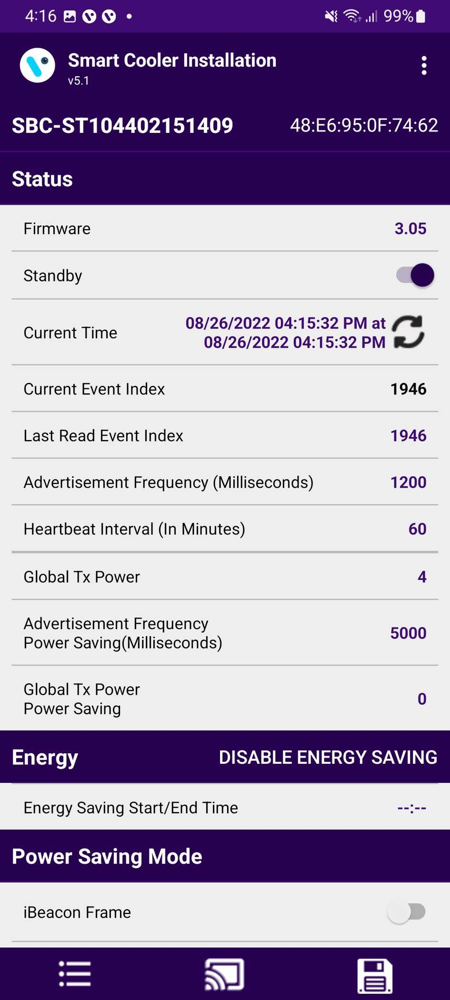 4:16
99%
Smart Cooler Installation
v5.1
SBC-ST104402151409 48:E6:95:0F:74:62
Status
Firmware 3.05
Standby
Current Time 08/26/2022 04:15:32 PM at
08/26/2022 04:15:32 PM
Current Event Index 1946
Last Read Event Index 1946
Advertisement Frequency (Milliseconds) 1200
Heartbeat Interval (In Minutes) 60
Global Tx Power 4
Advertisement Frequency
Power Saving(Milliseconds) 5000
Global Tx Power
Power Saving 0
Energy DISABLE ENERGY SAVING
Energy Saving Start/End Time --:--
Power Saving Mode
iBeacon Frame